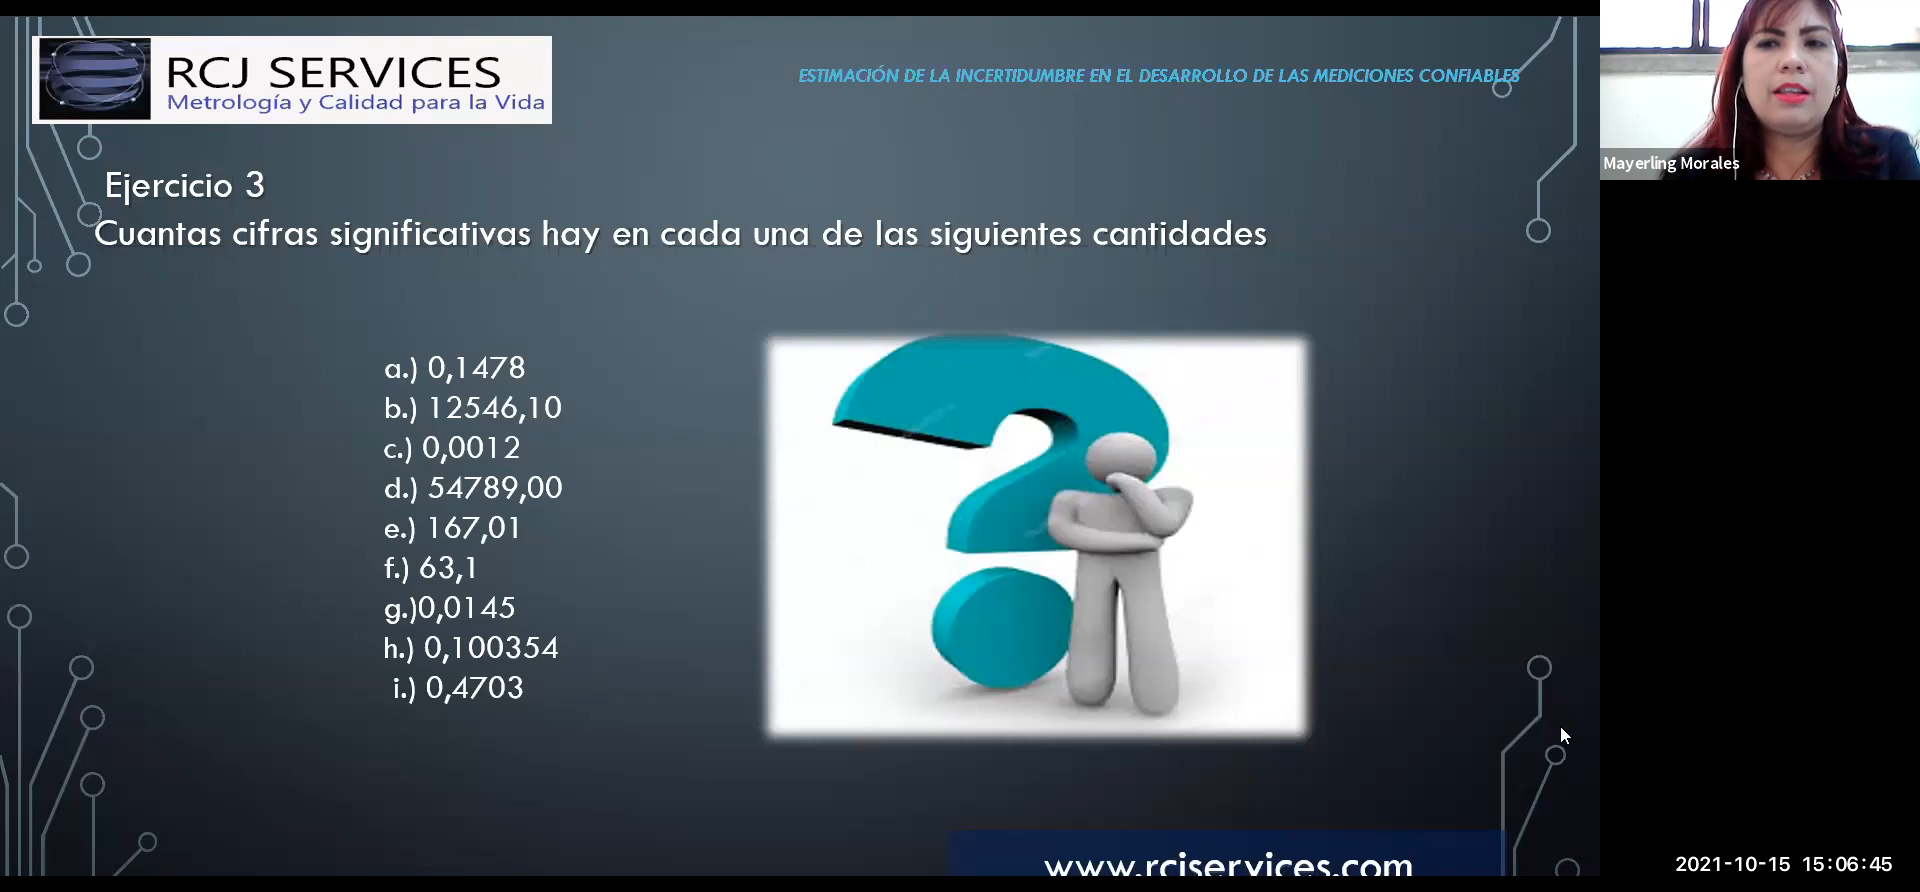 RCJ SERVICES
Metrología y Calidad para la Vida
ESTIMACIÓN DE LA INCERTIDUMBRE EN EL DESARROLLO DE LAS MEDICIONES CONFIABLES
Mayerling Morales
Ejercicio 3
Cuantas cifras significativas hay en cada una de las siguientes cantidades
a.) 0,1478
b.) 12546,10
c.) 0,0012
d.) 54789,00
e.) 167,01
f.) 63,1
g.)0,0145
h.) 0,100354
i.) 0,4703
www.rcjservices.com
2021-10-15 15:06:45